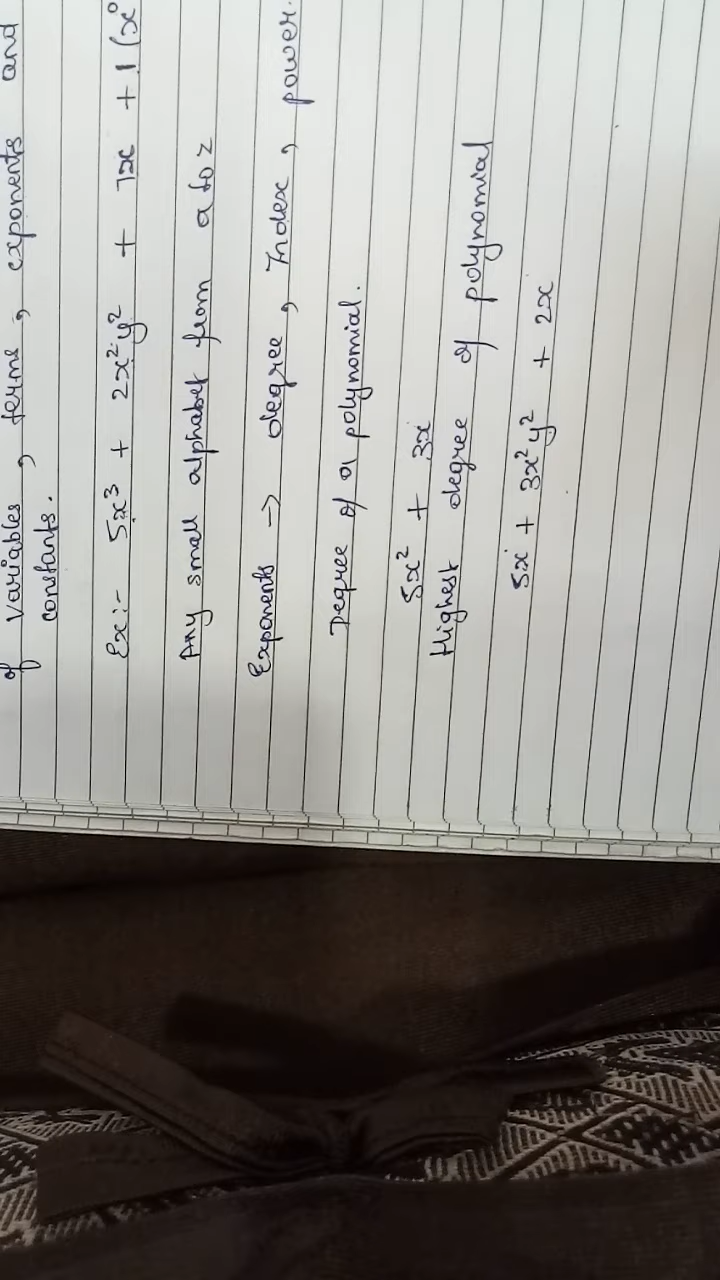 of variables, terms, exponents and
constants.
Ex:- 5x³ + 2x²y² + 7x + 1 (x⁰
Any small alphabet from a to z
Exponents → degree, Index, power.
Degree of a polynomial.
5x² + 3x
Highest degree of polynomial
5x + 3x²y² + 2x